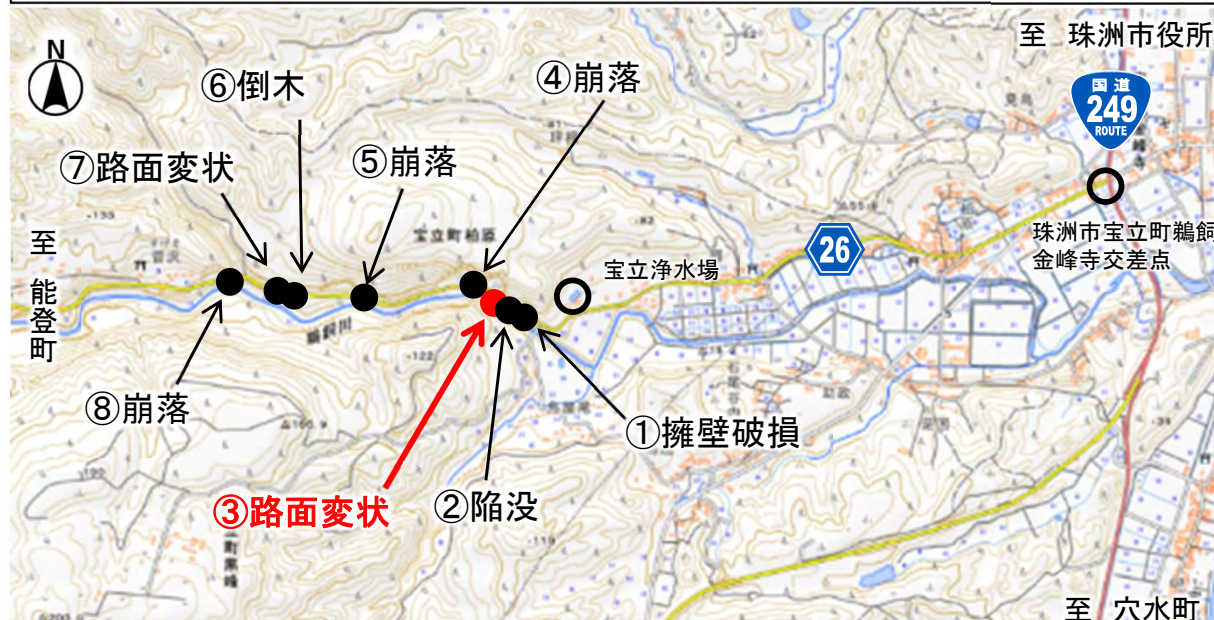 至 珠洲市役所
N
国道
249
ROUTE
⑥倒木
④崩落
⑦路面変状
⑤崩落
宝立町柏原
宝立浄水場
26
珠洲市宝立町鵜飼
金峰寺交差点
至
能登町
鵜飼川
⑧崩落
①擁壁破損
③路面変状
②陥没
至 穴水町